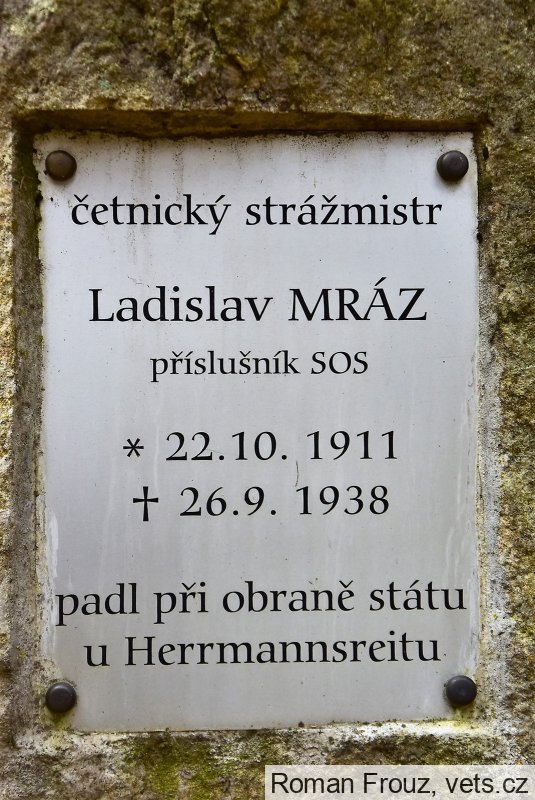 četnický strážmistr
Ladislav MRÁZ
příslušník SOS
* 22.10. 1911
† 26.9. 1938
padl při obraně státu
u Herrmannsreitu
Roman Frouz, vets.cz